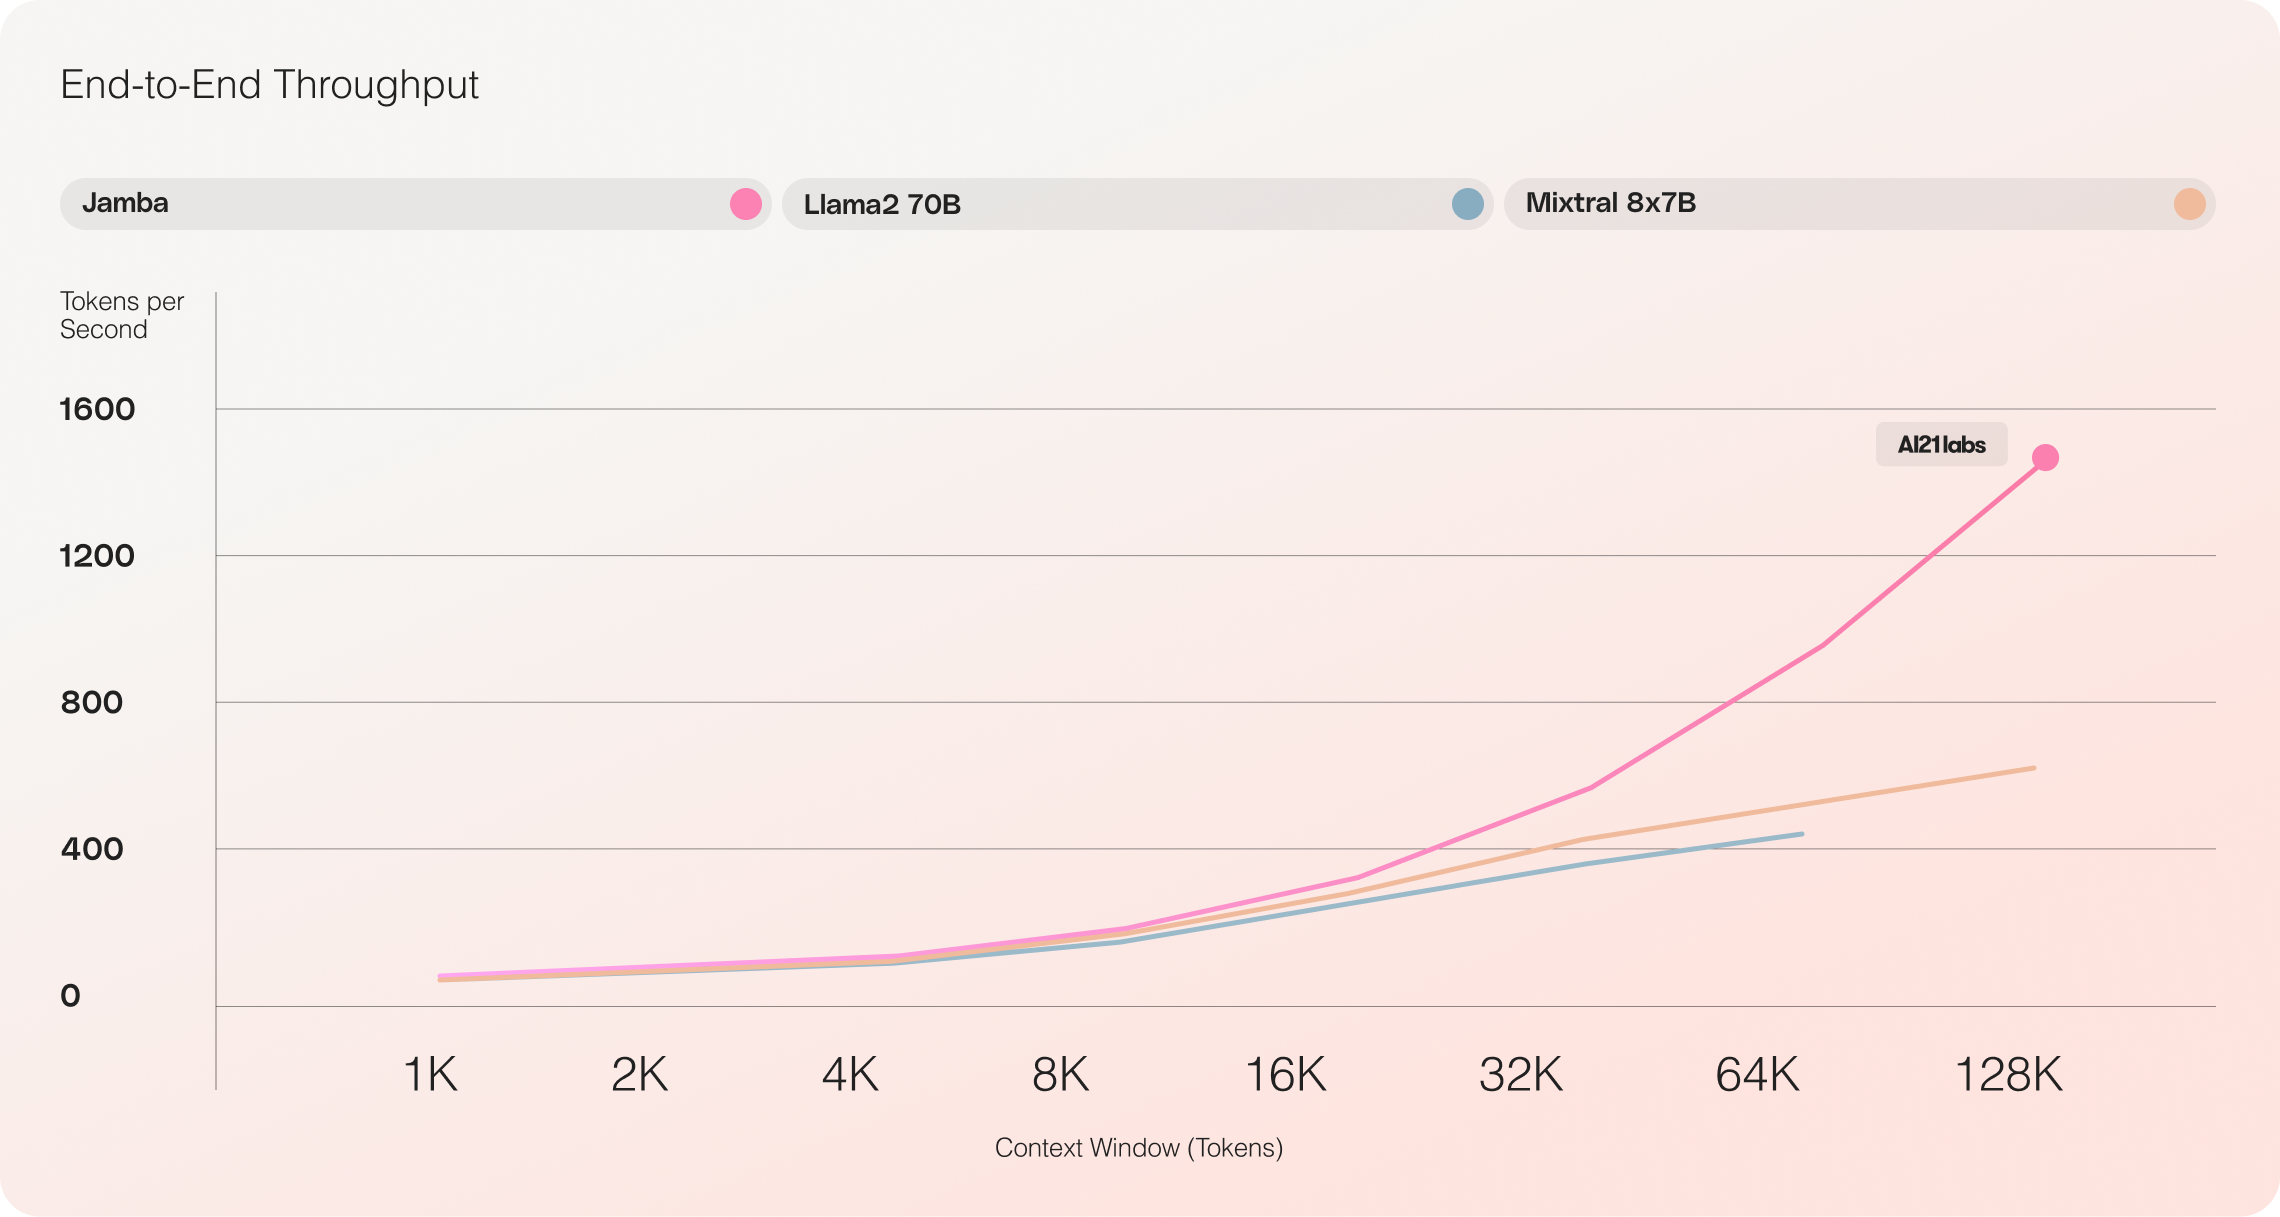 End-to-End Throughput
Jamba
Llama2 70B
Mixtral 8x7B
Tokens per
Second
1600
AI21labs
1200
800
400
0
1K 2K 4K 8K 16K 32K 64K 128K
Context Window (Tokens)